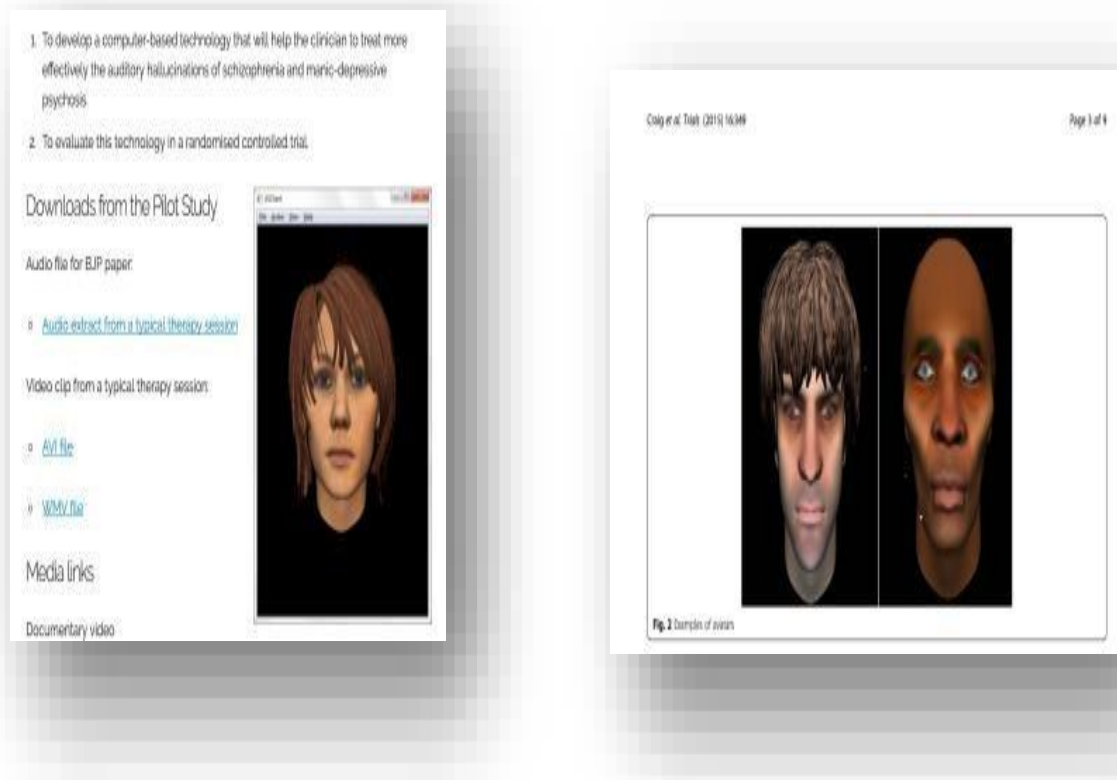 1. To develop a computer-based technology that will help the clinician to treat more
effectively the auditory hallucinations of schizophrenia and manic-depressive
psychosis
2. To evaluate this technology in a randomised controlled trial.
Downloads from the Pilot Study
Audio file for BJP paper:
Audio extract from a typical therapy session
Video clip from a typical therapy session:
AVI file
WMV file
Media links
Documentary video
Craig et al. Trials (2015) 16:349
Page 3 of 9
Fig. 2 Examples of avatars